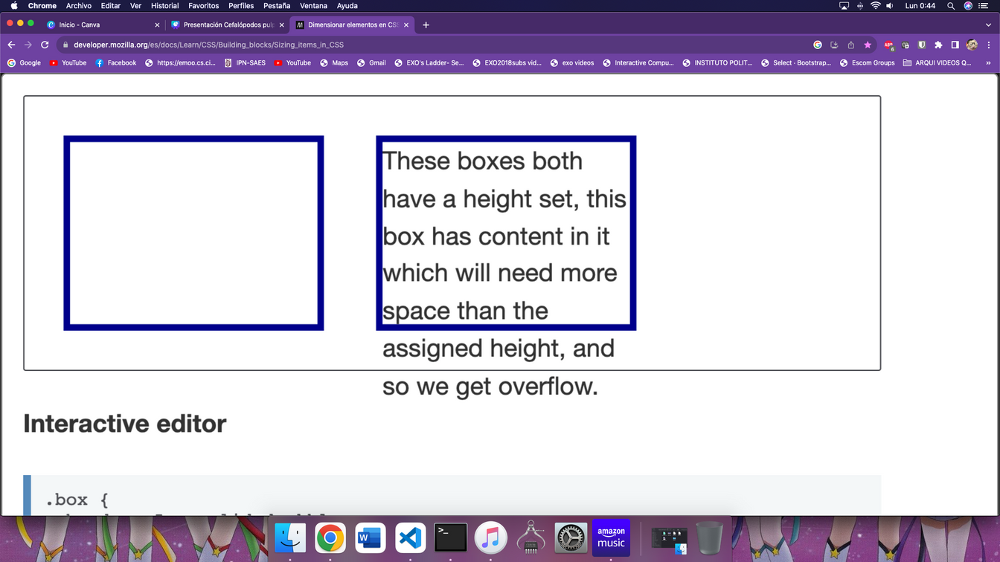 Chrome Archivo Editar Ver Historial Favoritos Perfiles Pestaña Ventana Ayuda Lun 0:44
Inicio - Canva Presentación Cefalópodos pulp Dimensionar elementos en CSS
developer.mozilla.org/es/docs/Learn/CSS/Building_blocks/Sizing_items_in_CSS
Google YouTube Facebook https://emoo.cs.ci... IPN-SAES YouTube Maps Gmail EXO's Ladder- Se... EXO2018subs vid... exo videos Interactive Compu... INSTITUTO POLIT... Select · Bootstrap... Escom Groups ARQUI VIDEOS Q... »
These boxes both
have a height set, this
box has content in it
which will need more
space than the
assigned height, and
so we get overflow.
Interactive editor
.box {
amazon
music